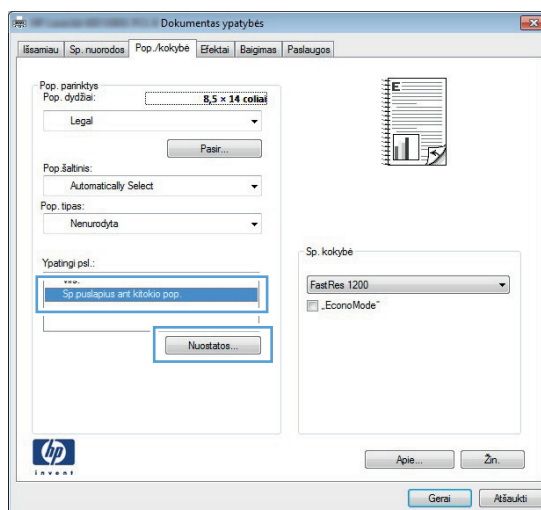 Dokumentas ypatybės
Išsamiau Sp. nuorodos Pop./kokybė Efektai Baigimas Paslaugos
Pop. parinktys
Pop. dydžiai: 8,5 × 14 coliai
Legal
Pasir...
Pop.šaltinis:
Automatically Select
Pop. tipas:
Nenurodyta
Ypatingi psl.:
Sp.puslapius ant kitokio pop.
Nuostatos...
E
Sp. kokybė
FastRes 1200
„EconoMode"
hp
invent
Apie... Žin.
Gerai Atšaukti